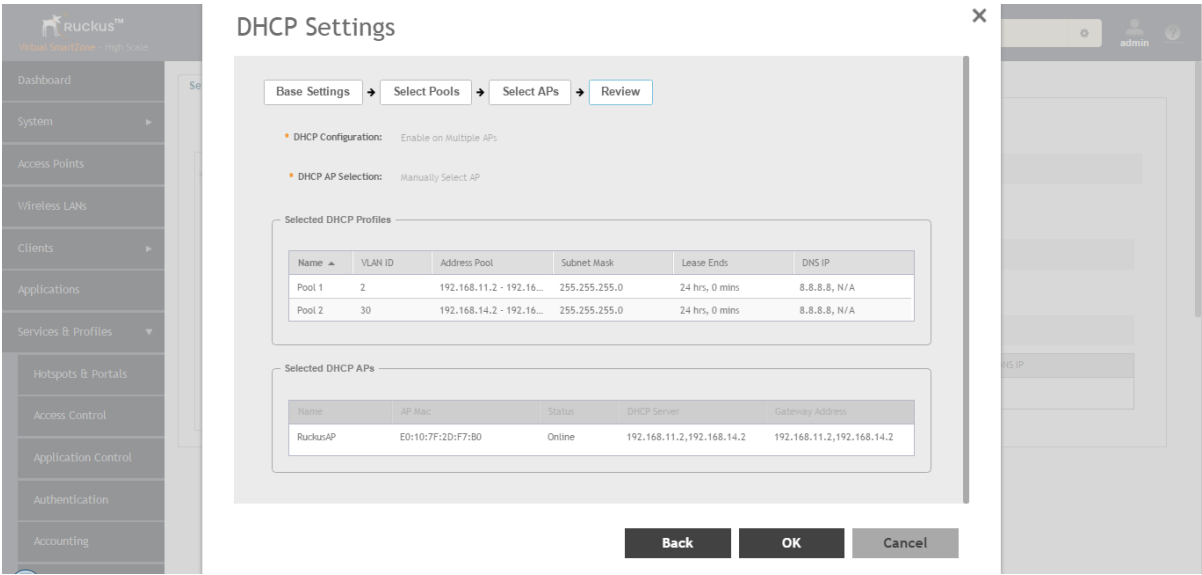 Ruckus™
Virtual SmartZone - High Scale
admin
Dashboard
System
Access Points
Wireless LANs
Clients
Applications
Services & Profiles
Hotspots & Portals
Access Control
Application Control
Authentication
Accounting
Se
DHCP Settings
Base Settings → Select Pools → Select APs → Review
* DHCP Configuration: Enable on Multiple APs
* DHCP AP Selection: Manually Select AP
Selected DHCP Profiles
Name VLAN ID Address Pool Subnet Mask Lease Ends DNS IP
Pool 1 2 192.168.11.2 - 192.16... 255.255.255.0 24 hrs, 0 mins 8.8.8.8, N/A
Pool 2 30 192.168.14.2 - 192.16... 255.255.255.0 24 hrs, 0 mins 8.8.8.8, N/A
Selected DHCP APs
Name AP Mac Status DHCP Server Gateway Address
RuckusAP E0:10:7F:2D:F7:B0 Online 192.168.11.2,192.168.14.2 192.168.11.2,192.168.14.2
NS IP
Back OK Cancel